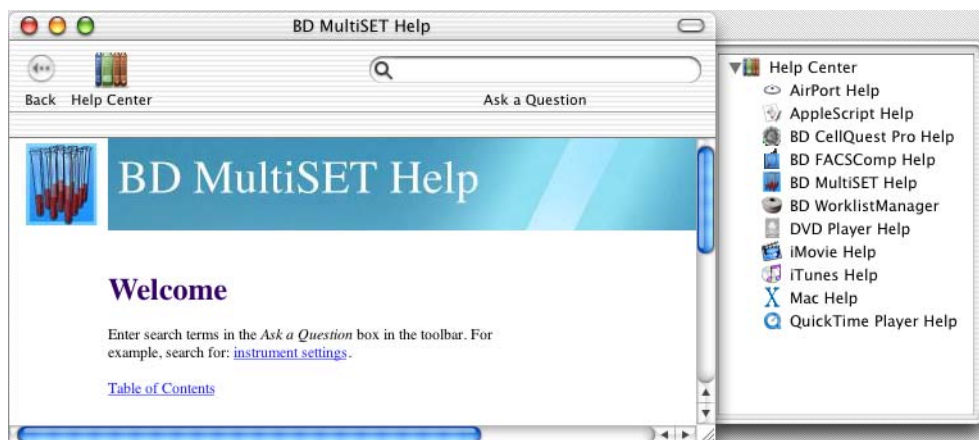 BD MultiSET Help
Back Help Center
Ask a Question
BD MultiSET Help
Welcome
Enter search terms in the Ask a Question box in the toolbar. For
example, search for: instrument settings.
Table of Contents
Help Center
AirPort Help
AppleScript Help
BD CellQuest Pro Help
BD FACSComp Help
BD MultiSET Help
BD WorklistManager
DVD Player Help
iMovie Help
iTunes Help
Mac Help
QuickTime Player Help